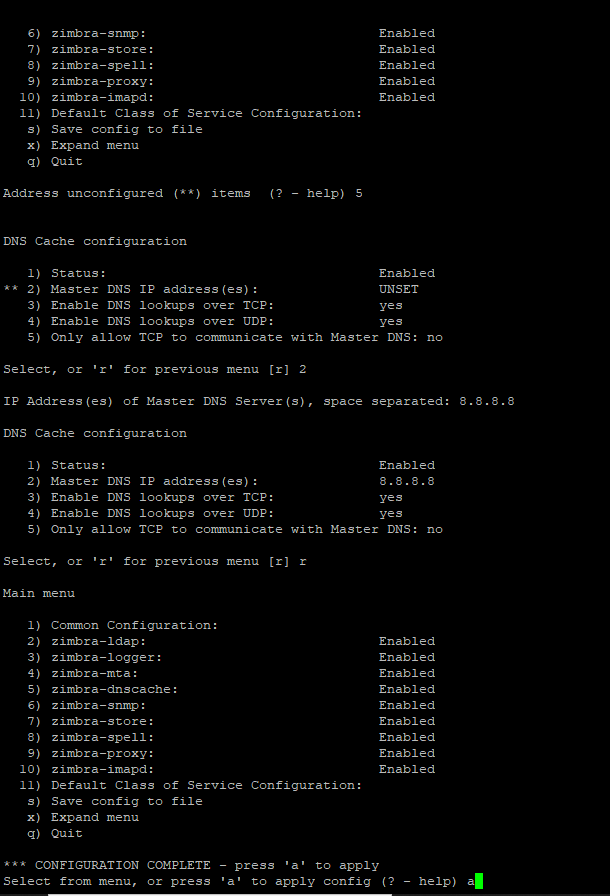 6) zimbra-snmp: Enabled
7) zimbra-store: Enabled
8) zimbra-spell: Enabled
9) zimbra-proxy: Enabled
10) zimbra-imapd: Enabled
11) Default Class of Service Configuration:
s) Save config to file
x) Expand menu
q) Quit
Address unconfigured (**) items  (? - help) 5
DNS Cache configuration
1) Status: Enabled
** 2) Master DNS IP address(es): UNSET
3) Enable DNS lookups over TCP: yes
4) Enable DNS lookups over UDP: yes
5) Only allow TCP to communicate with Master DNS: no
Select, or 'r' for previous menu [r] 2
IP Address(es) of Master DNS Server(s), space separated: 8.8.8.8
DNS Cache configuration
1) Status: Enabled
2) Master DNS IP address(es): 8.8.8.8
3) Enable DNS lookups over TCP: yes
4) Enable DNS lookups over UDP: yes
5) Only allow TCP to communicate with Master DNS: no
Select, or 'r' for previous menu [r] r
Main menu
1) Common Configuration:
2) zimbra-ldap: Enabled
3) zimbra-logger: Enabled
4) zimbra-mta: Enabled
5) zimbra-dnscache: Enabled
6) zimbra-snmp: Enabled
7) zimbra-store: Enabled
8) zimbra-spell: Enabled
9) zimbra-proxy: Enabled
10) zimbra-imapd: Enabled
11) Default Class of Service Configuration:
s) Save config to file
x) Expand menu
q) Quit
*** CONFIGURATION COMPLETE - press 'a' to apply
Select from menu, or press 'a' to apply config (? - help) a